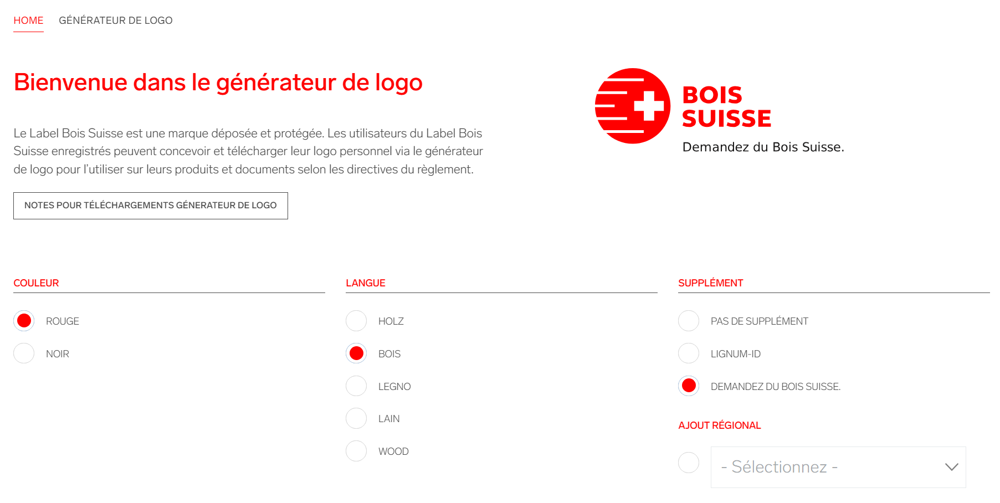 HOME GÉNÉRATEUR DE LOGO
Bienvenue dans le générateur de logo
Le Label Bois Suisse est une marque déposée et protégée. Les utilisateurs du Label Bois
Suisse enregistrés peuvent concevoir et télécharger leur logo personnel via le générateur
de logo pour l’utiliser sur leurs produits et documents selon les directives du règlement.
NOTES POUR TÉLÉCHARGEMENTS GÉNERATEUR DE LOGO
BOIS
SUISSE
Demandez du Bois Suisse.
COULEUR
ROUGE
NOIR
LANGUE
HOLZ
BOIS
LEGNO
LAIN
WOOD
SUPPLÉMENT
PAS DE SUPPLÉMENT
LIGNUM-ID
DEMANDEZ DU BOIS SUISSE.
AJOUT RÉGIONAL
- Sélectionnez -